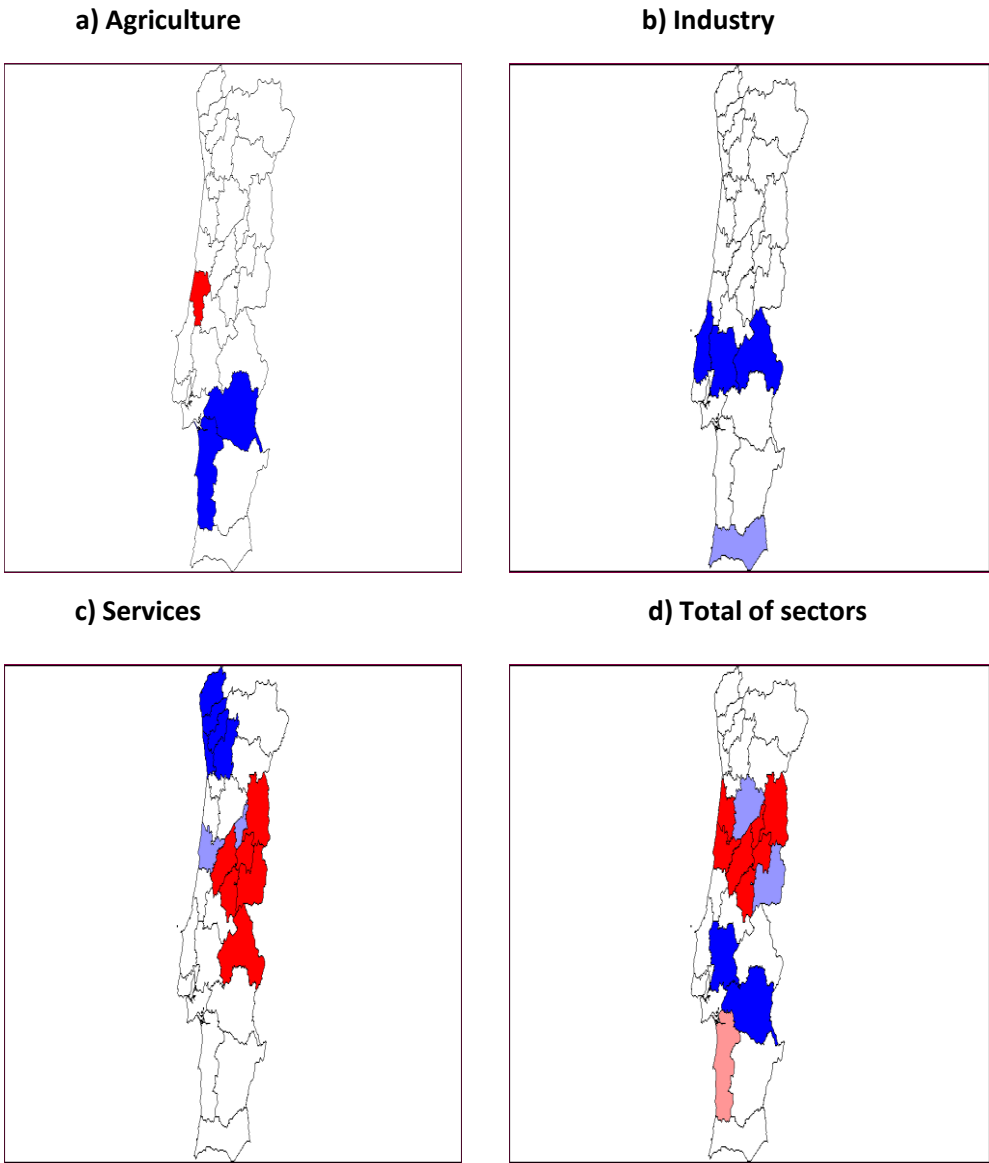 a) Agriculture
b) Industry
c) Services
d) Total of sectors